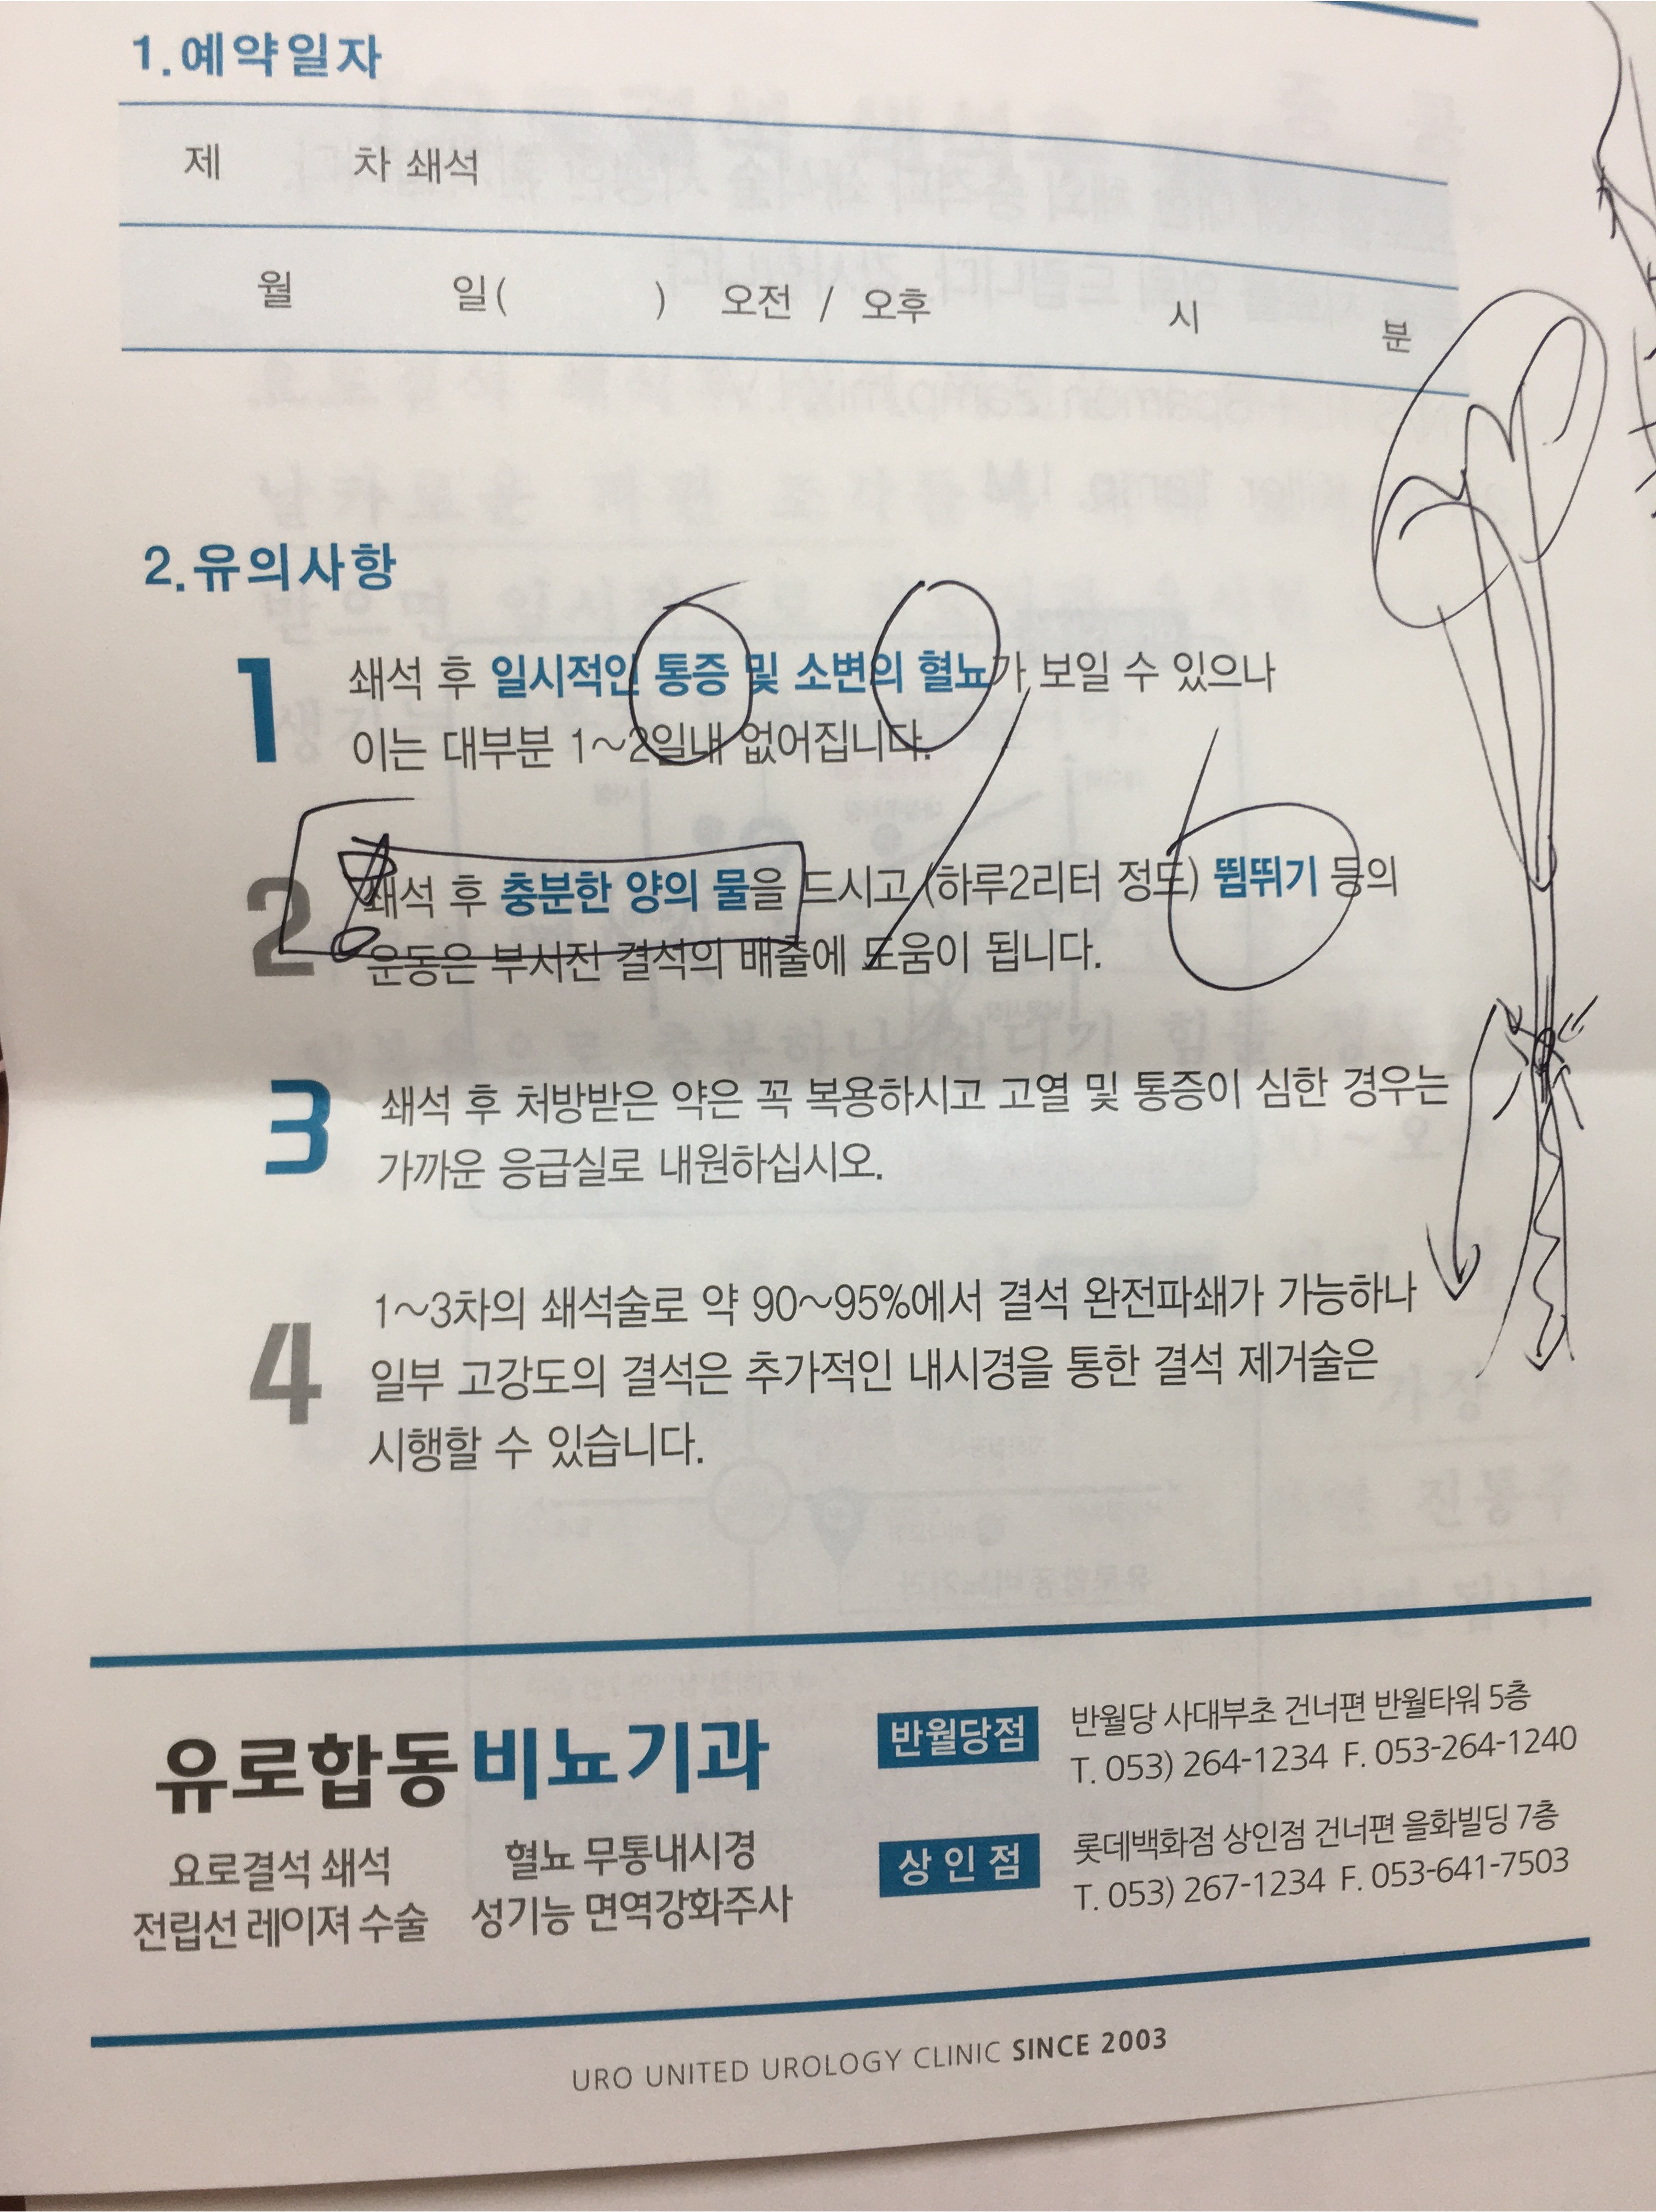 1.예약일자
제 차 쇄석
월 일( ) 오전 / 오후 시 분
2.유의사항
1 쇄석 후 일시적인 통증 및 소변의 혈뇨가 보일 수 있으나
이는 대부분 1~2일내 없어집니다.
2 쇄석 후 충분한 양의 물을 드시고 (하루2리터 정도) 뜀뛰기 등의
운동은 부서진 결석의 배출에 도움이 됩니다.
3 쇄석 후 처방받은 약은 꼭 복용하시고 고열 및 통증이 심한 경우는
가까운 응급실로 내원하십시오.
4 1~3차의 쇄석술로 약 90~95%에서 결석 완전파쇄가 가능하나
일부 고강도의 결석은 추가적인 내시경을 통한 결석 제거술은
시행할 수 있습니다.
유로합동비뇨기과
요로결석 쇄석 혈뇨 무통내시경
전립선 레이져 수술 성기능 면역강화주사
반월당점 반월당 사대부초 건너편 반월타워 5층
T. 053) 264-1234 F. 053-264-1240
상인점 롯데백화점 상인점 건너편 을화빌딩 7층
T. 053) 267-1234 F. 053-641-7503
URO UNITED UROLOGY CLINIC SINCE 2003